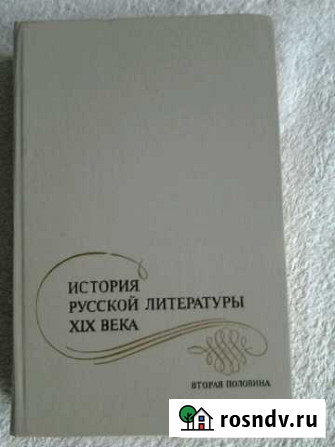 ИСТОРИЯ
РУССКОЙ ЛИТЕРАТУРЫ
XIX ВЕКА
ВТОРАЯ ПОЛОВИНА
rosndv.ru